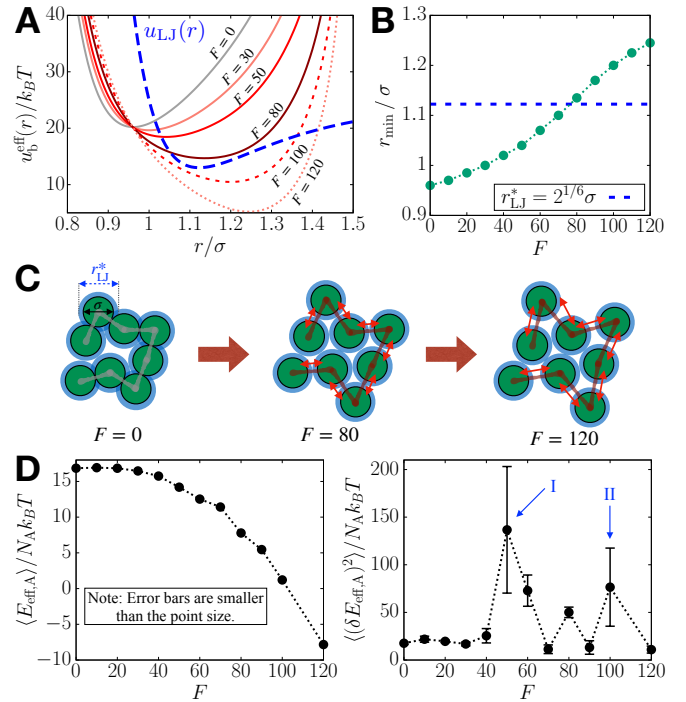 A
40
30
20
10
u_b^eff(r)/k_BT
u_LJ(r)
F = 0
F = 30
F = 50
F = 80
F = 100
F = 120
0.8 0.9 1 1.1 1.2 1.3 1.4 1.5
r/σ
B
1.3
1.2
1.1
1
0.9
r_min/σ
r*_LJ = 2^{1/6}σ
0 20 40 60 80 100 120
F
C
r*_LJ
σ
F = 0
F = 80
F = 120
D
15
10
5
0
−5
−10
⟨E_eff,A⟩/N_A k_BT
Note: Error bars are smaller
than the point size.
0 20 40 60 80 100 120
F
200
150
100
50
0
⟨(δE_eff,A)²⟩/N_A k_BT
I
II
0 20 40 60 80 100 120
F